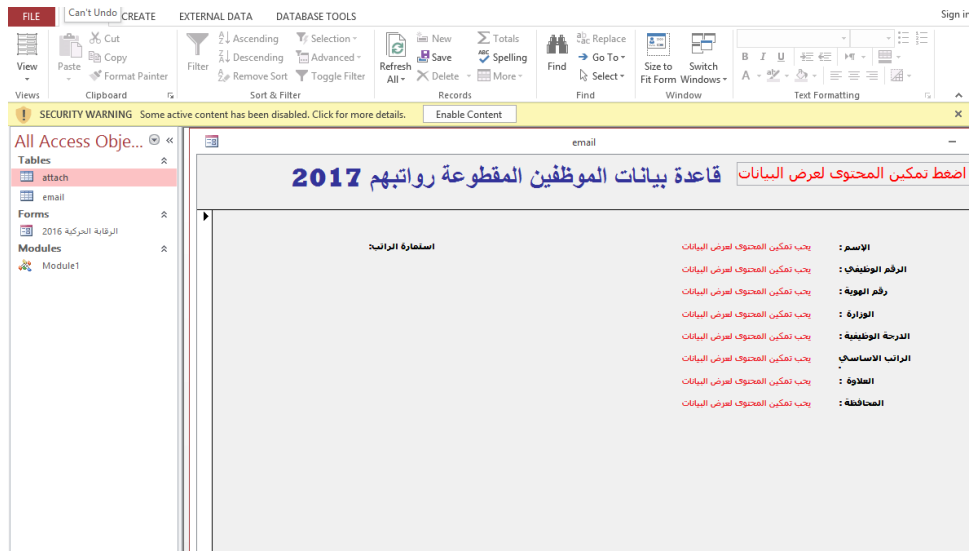 FILE Can't Undo CREATE EXTERNAL DATA DATABASE TOOLS Sign in
View
Views
Paste
Cut
Copy
Format Painter
Clipboard
Filter
Ascending
Descending
Remove Sort
Selection
Advanced
Toggle Filter
Sort & Filter
Refresh All
New
Save
Delete
Totals
Spelling
More
Records
Find
Replace
Go To
Select
Find
Size to Fit Form
Switch Windows
Window
B I U
A
Text Formatting
SECURITY WARNING Some active content has been disabled. Click for more details. Enable Content
All Access Obje...
Tables
attach
email
Forms
الرقابة الحركية 2016
Modules
Module1
email
اضغط تمكين المحتوى لعرض البيانات
قاعدة بيانات الموظفين المقطوعة رواتبهم 2017
الإسم : يجب تمكين المحتوى لعرض البيانات استمارة الراتب:
الرقم الوظيفي : يجب تمكين المحتوى لعرض البيانات
رقم الهوية : يجب تمكين المحتوى لعرض البيانات
الوزارة : يجب تمكين المحتوى لعرض البيانات
الدرجة الوظيفية : يجب تمكين المحتوى لعرض البيانات
الراتب الاساسي : يجب تمكين المحتوى لعرض البيانات
العلاوة : يجب تمكين المحتوى لعرض البيانات
المحافظة : يجب تمكين المحتوى لعرض البيانات